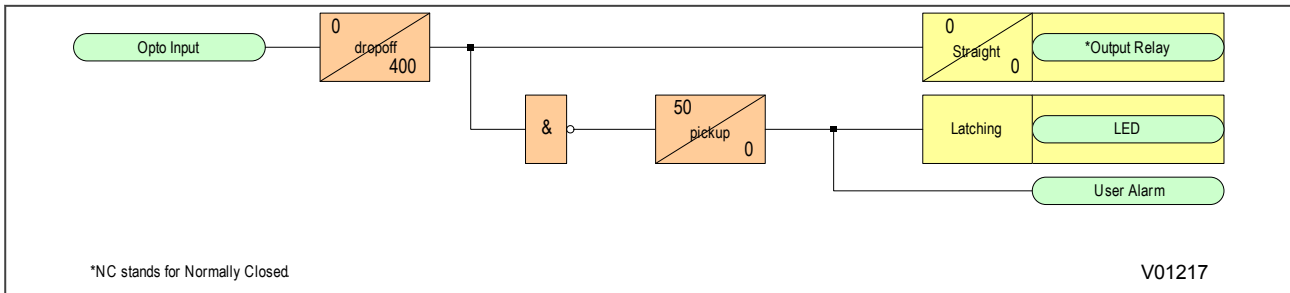 0
dropoff
400
Opto Input
0
Straight
0
*Output Relay
&
50
pickup
0
Latching
LED
User Alarm
*NC stands for Normally Closed.
V01217